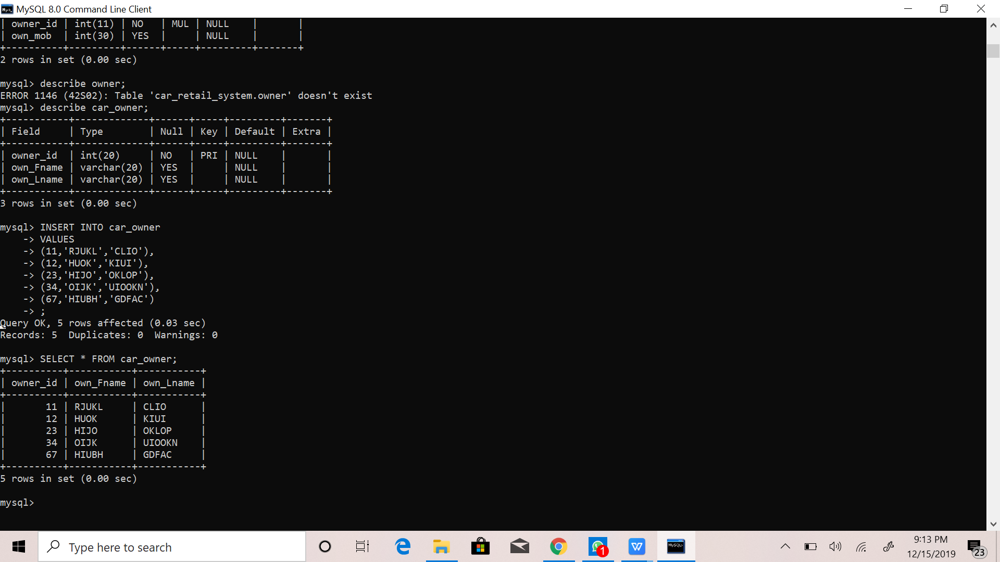 MySQL 8.0 Command Line Client
| owner_id | int(11) | NO   | MUL | NULL    |       |
| own_mob  | int(30) | YES  |     | NULL    |       |
+----------+---------+------+-----+---------+-------+
2 rows in set (0.00 sec)
mysql> describe owner;
ERROR 1146 (42S02): Table 'car_retail_system.owner' doesn't exist
mysql> describe car_owner;
+-----------+-------------+------+-----+---------+-------+
| Field     | Type        | Null | Key | Default | Extra |
+-----------+-------------+------+-----+---------+-------+
| owner_id  | int(20)     | NO   | PRI | NULL    |       |
| own_Fname | varchar(20) | YES  |     | NULL    |       |
| own_Lname | varchar(20) | YES  |     | NULL    |       |
+-----------+-------------+------+-----+---------+-------+
3 rows in set (0.00 sec)
mysql> INSERT INTO car_owner
    -> VALUES
    -> (11,'RJUKL','CLIO'),
    -> (12,'HUOK','KIUI'),
    -> (23,'HIJO','OKLOP'),
    -> (34,'OIJK','UIOOKN'),
    -> (67,'HIUBH','GDFAC')
    -> ;
Query OK, 5 rows affected (0.03 sec)
Records: 5  Duplicates: 0  Warnings: 0
mysql> SELECT * FROM car_owner;
+----------+-----------+-----------+
| owner_id | own_Fname | own_Lname |
+----------+-----------+-----------+
|       11 | RJUKL     | CLIO      |
|       12 | HUOK      | KIUI      |
|       23 | HIJO      | OKLOP     |
|       34 | OIJK      | UIOOKN    |
|       67 | HIUBH     | GDFAC     |
+----------+-----------+-----------+
5 rows in set (0.00 sec)
mysql>
Type here to search
1
W
MySQL
9:13 PM
12/15/2019
23